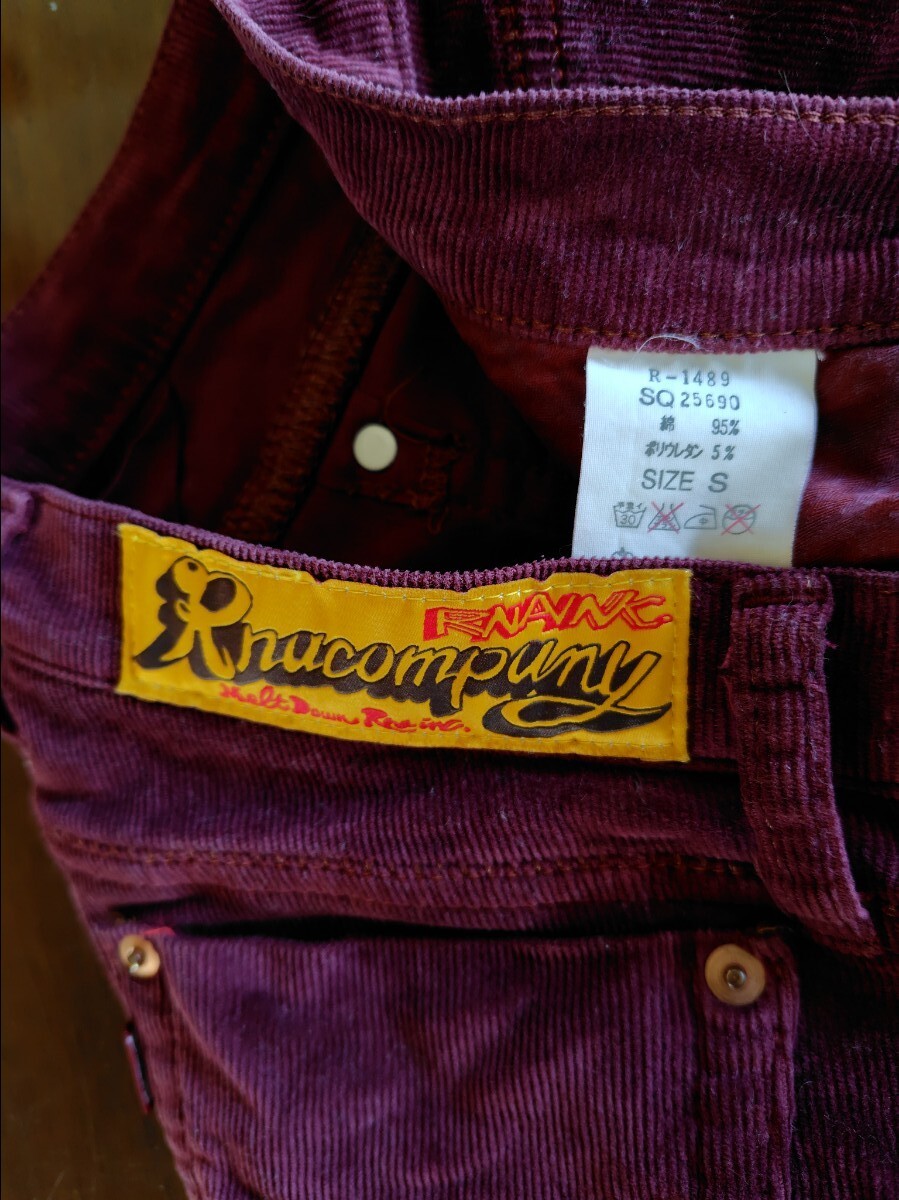 R-1489
SQ 25690
綿 95%
ポリウレタン 5%
SIZE S
30
RNAINC.
Rnacompany
Melt Down Rna inc.